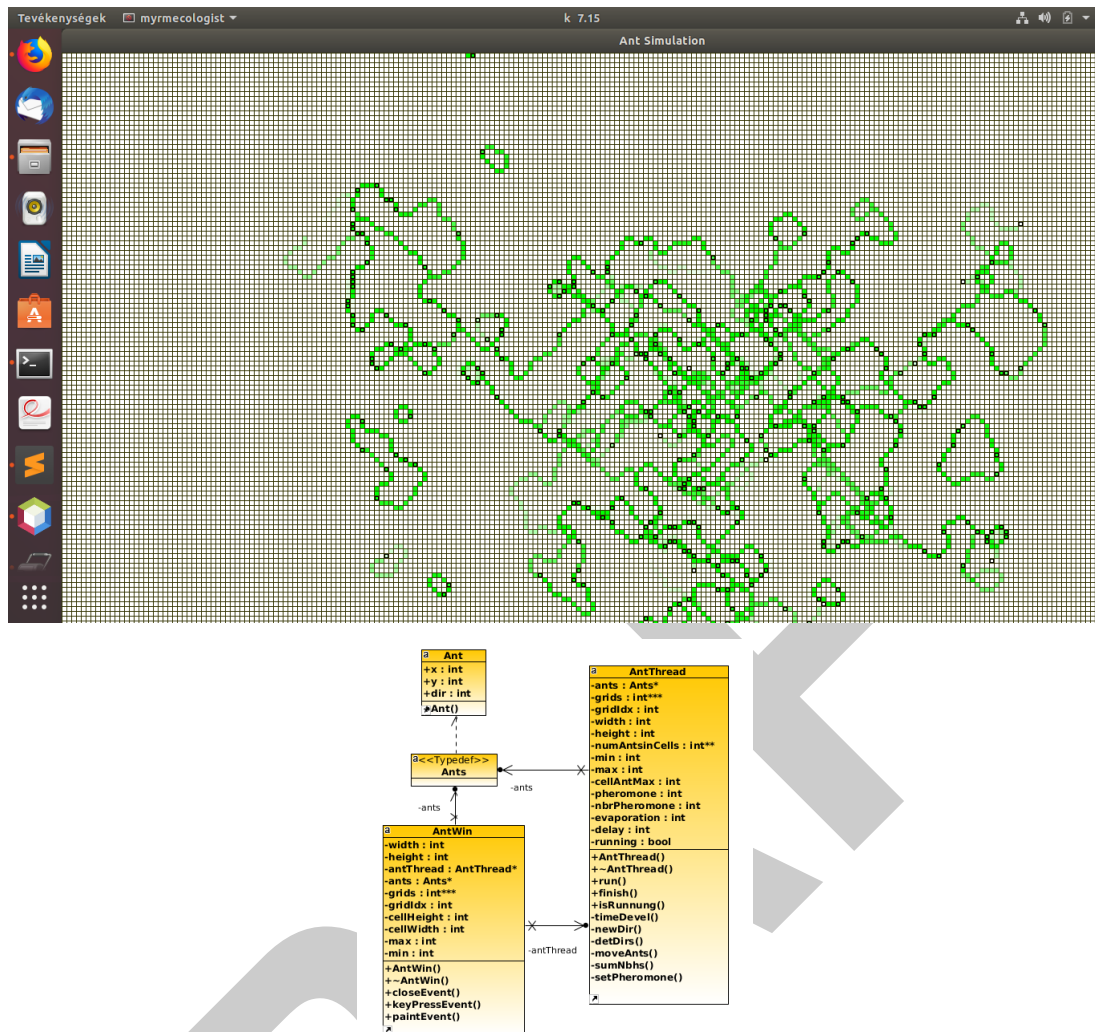 Tevékenységek myrmecologist k 7.15
Ant Simulation
a Ant
+x : int
+y : int
+dir : int
+Ant()
a <<Typedef>>
Ants
-ants
-ants
a AntWin
-width : int
-height : int
-antThread : AntThread*
-ants : Ants*
-grids : int***
-gridIdx : int
-cellHeight : int
-cellWidth : int
-max : int
-min : int
+AntWin()
+~AntWin()
+closeEvent()
+keyPressEvent()
+paintEvent()
-antThread
a AntThread
-ants : Ants*
-grids : int***
-gridIdx : int
-width : int
-height : int
-numAntsinCells : int**
-min : int
-max : int
-cellAntMax : int
-pheromone : int
-nbrPheromone : int
-evaporation : int
-delay : int
-running : bool
+AntThread()
+~AntThread()
+run()
+finish()
+isRunnung()
-timeDevel()
-newDir()
-detDirs()
-moveAnts()
-sumNbhs()
-setPheromone()